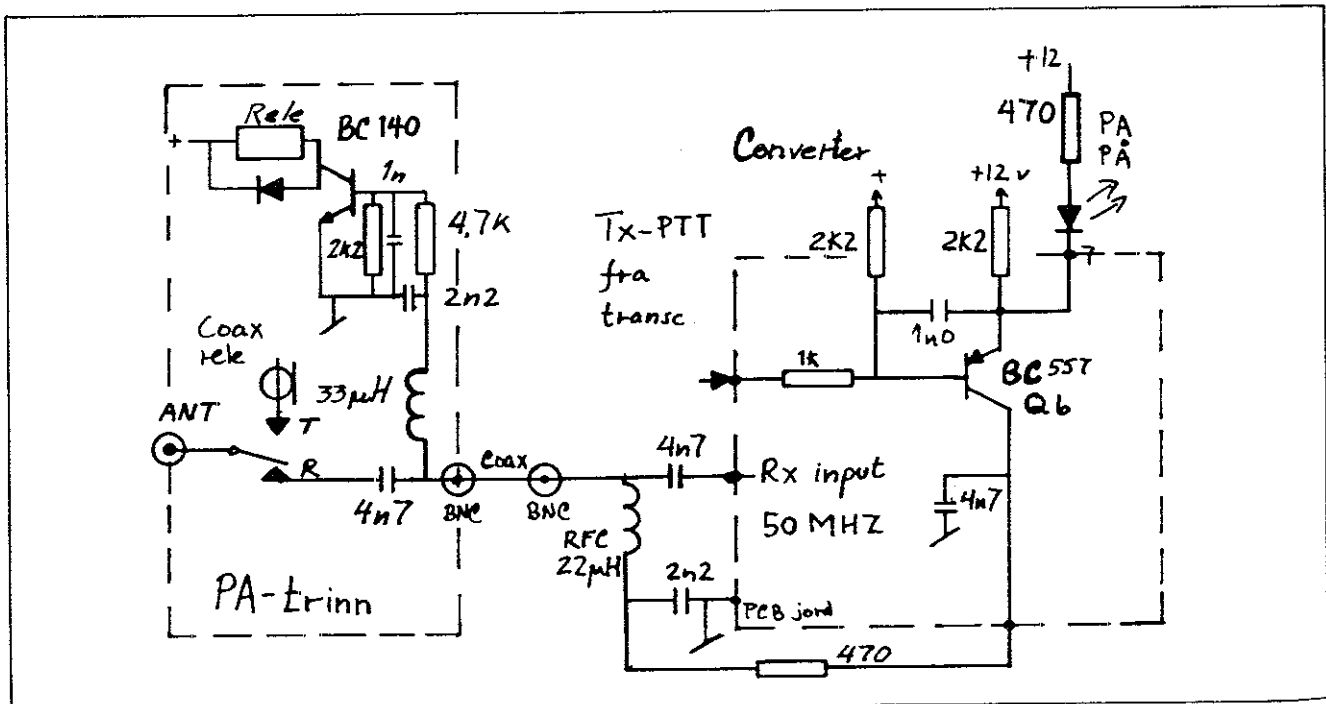 Rele
BC 140
+
1n
2K2
4.7K
2n2
Coax
rele
33µH
ANT
T
R
4n7
BNC
Coax
BNC
PA-trinn
RFC
22µH
4n7
2n2
Converter
Tx-PTT
fra
transc
+
2K2
+12 v
2K2
+12
470
PA
PÅ
7
1n0
1k
BC 557
Q6
Rx input
50 MHZ
4n7
PCB jord
470